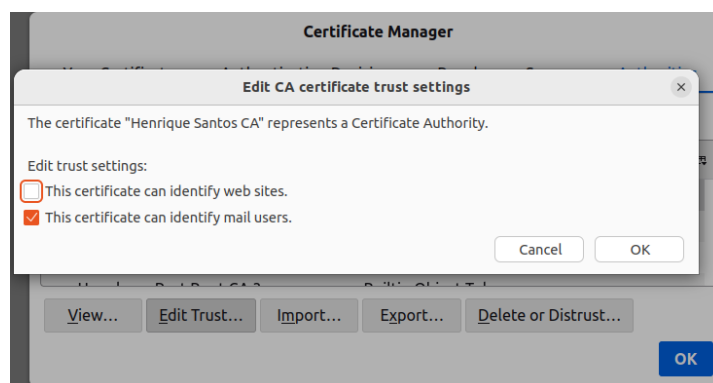 Certificate Manager
Edit CA certificate trust settings
The certificate "Henrique Santos CA" represents a Certificate Authority.
Edit trust settings:
This certificate can identify web sites.
This certificate can identify mail users.
Cancel OK
View... Edit Trust... Import... Export... Delete or Distrust...
OK